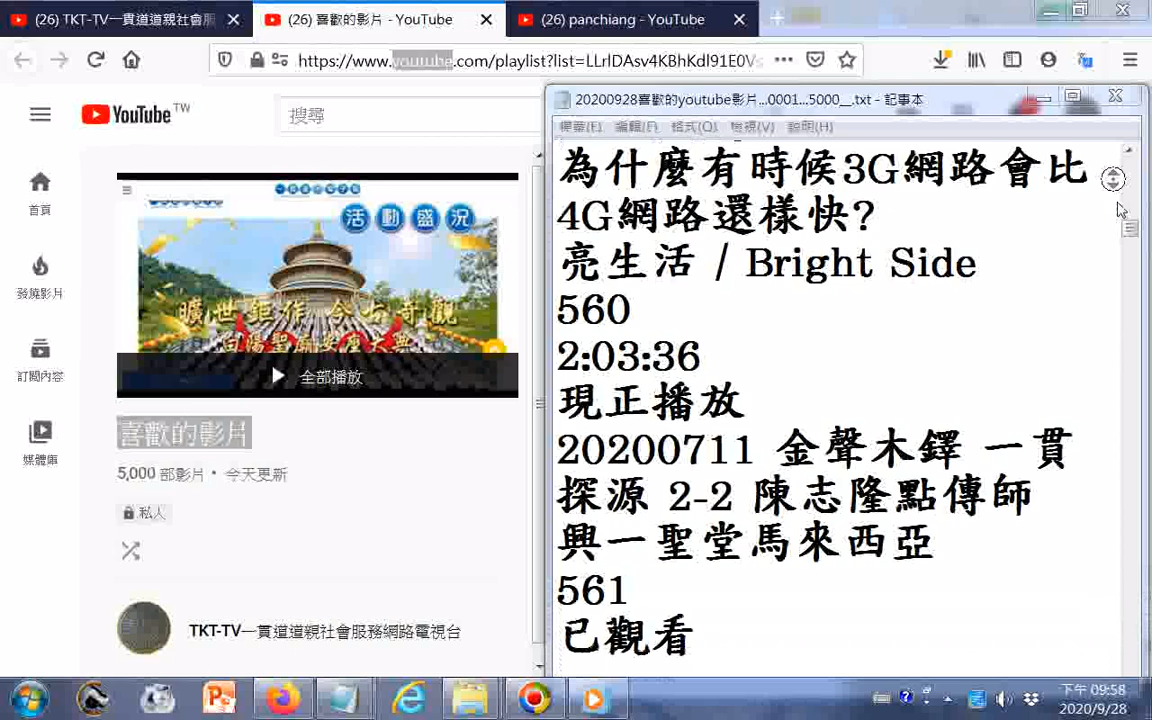 (26) TKT-TV一貫道道親社會服
(26) 喜歡的影片 - YouTube
(26) panchiang - YouTube
https://www.youtube.com/playlist?list=LLrlDAsv4KBhKdl91E0Vs
YouTube TW
搜尋
首頁
發燒影片
訂閱內容
媒體庫
活動盛況
曠世鉅作 今古奇觀
全部播放
喜歡的影片
5,000 部影片・今天更新
私人
TKT-TV一貫道道親社會服務網路電視台
20200928喜歡的youtube影片...0001...5000__.txt - 記事本
檔案(F) 編輯(E) 格式(O) 檢視(V) 說明(H)
為什麼有時候3G網路會比
4G網路還樣快?
亮生活 / Bright Side
560
2:03:36
現正播放
20200711 金聲木鐸 一貫
探源 2-2 陳志隆點傳師
興一聖堂馬來西亞
561
已觀看
下午 09:58
2020/9/28